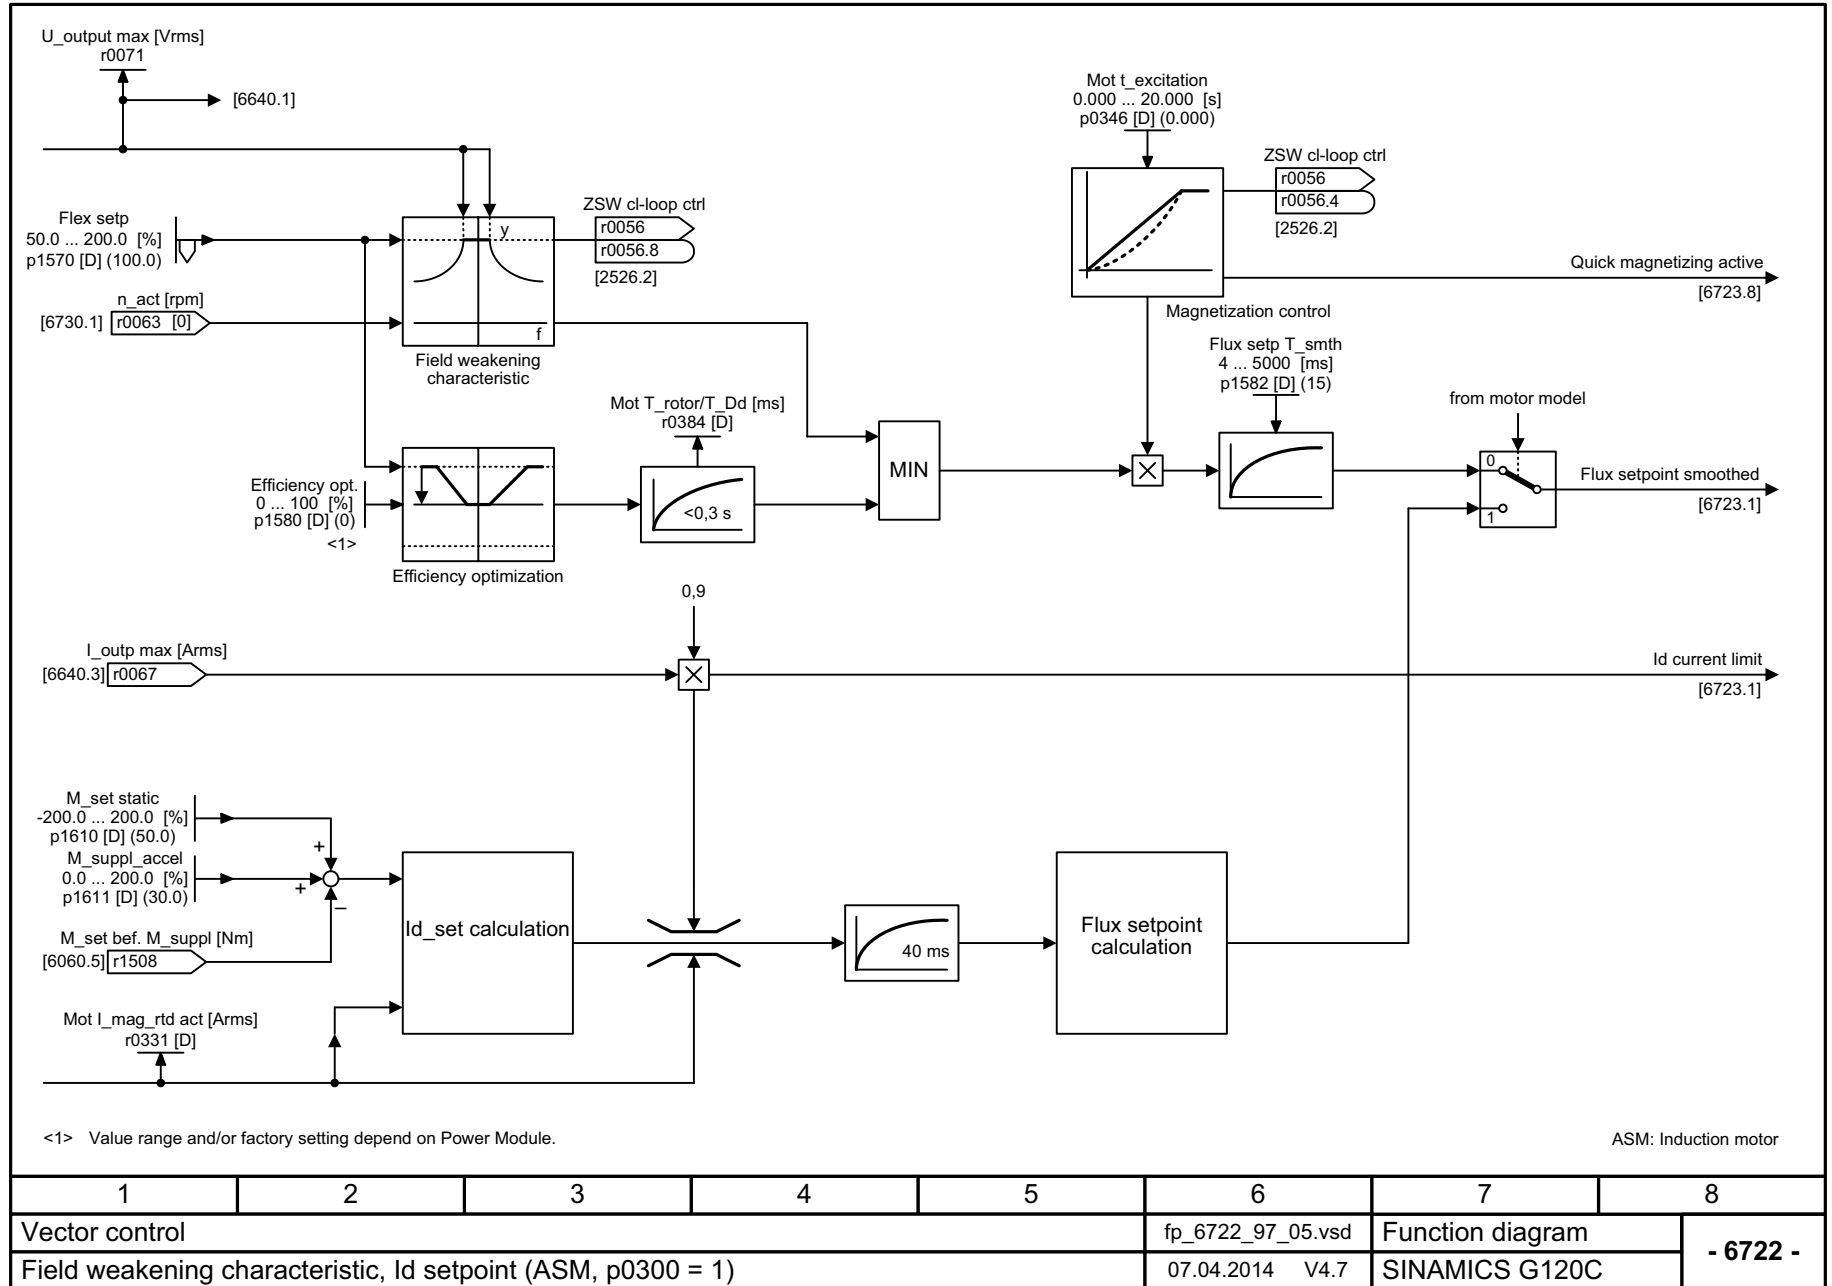 U_output max [Vrms]
r0071
[6640.1]
Flex setp
50.0 ... 200.0 [%]
p1570 [D] (100.0)
n_act [rpm]
[6730.1] r0063 [0]
y
f
Field weakening
characteristic
ZSW cl-loop ctrl
r0056
r0056.8
[2526.2]
Efficiency opt.
0 ... 100 [%]
p1580 [D] (0)
<1>
Efficiency optimization
Mot T_rotor/T_Dd [ms]
r0384 [D]
<0,3 s
MIN
Mot t_excitation
0.000 ... 20.000 [s]
p0346 [D] (0.000)
ZSW cl-loop ctrl
r0056
r0056.4
[2526.2]
Quick magnetizing active
[6723.8]
Magnetization control
Flux setp T_smth
4 ... 5000 [ms]
p1582 [D] (15)
from motor model
0
1
Flux setpoint smoothed
[6723.1]
0,9
I_outp max [Arms]
[6640.3] r0067
Id current limit
[6723.1]
M_set static
-200.0 ... 200.0 [%]
p1610 [D] (50.0)
+
M_suppl_accel
0.0 ... 200.0 [%]
p1611 [D] (30.0)
+
–
M_set bef. M_suppl [Nm]
[6060.5] r1508
Id_set calculation
40 ms
Flux setpoint
calculation
Mot I_mag_rtd act [Arms]
r0331 [D]
<1> Value range and/or factory setting depend on Power Module.
ASM: Induction motor
1 2 3 4 5 6 7 8
Vector control
fp_6722_97_05.vsd
Function diagram
- 6722 -
Field weakening characteristic, Id setpoint (ASM, p0300 = 1)
07.04.2014 V4.7
SINAMICS G120C